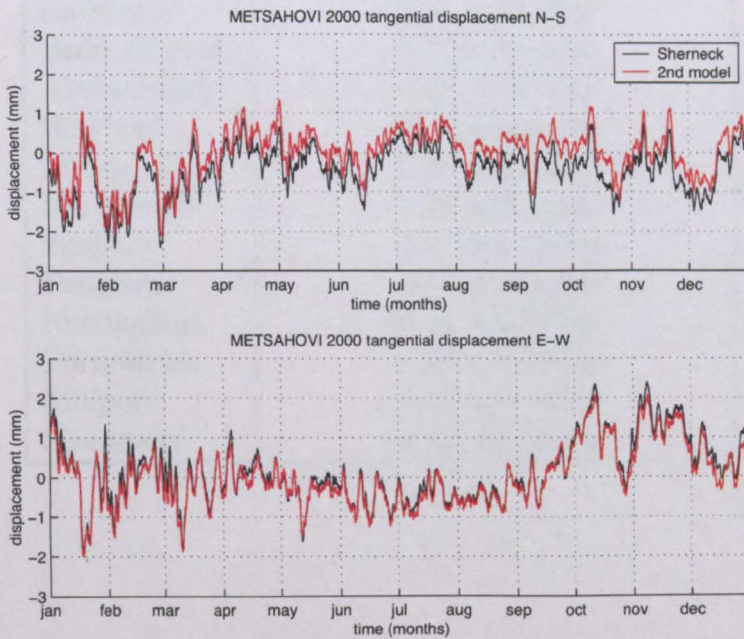 METSAHOVI 2000 tangential displacement N-S
3
2
1
0
-1
-2
-3
displacement (mm)
Sherneck
2nd model
jan feb mar apr may jun jul aug sep oct nov dec
time (months)
METSAHOVI 2000 tangential displacement E-W
3
2
1
0
-1
-2
-3
displacement (mm)
jan feb mar apr may jun jul aug sep oct nov dec
time (months)